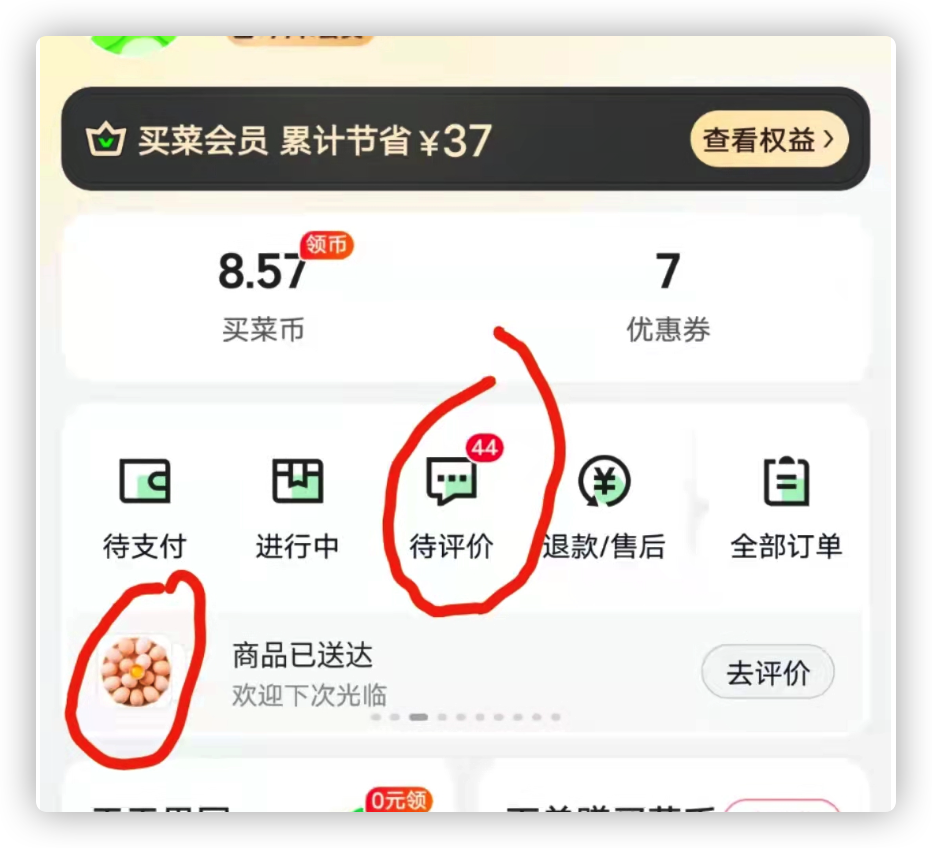 买菜会员 累计节省¥37
查看权益
领币
8.57
7
买菜币
优惠券
44
待支付
进行中
待评价
退款/售后
全部订单
商品已送达
欢迎下次光临
去评价
0元领